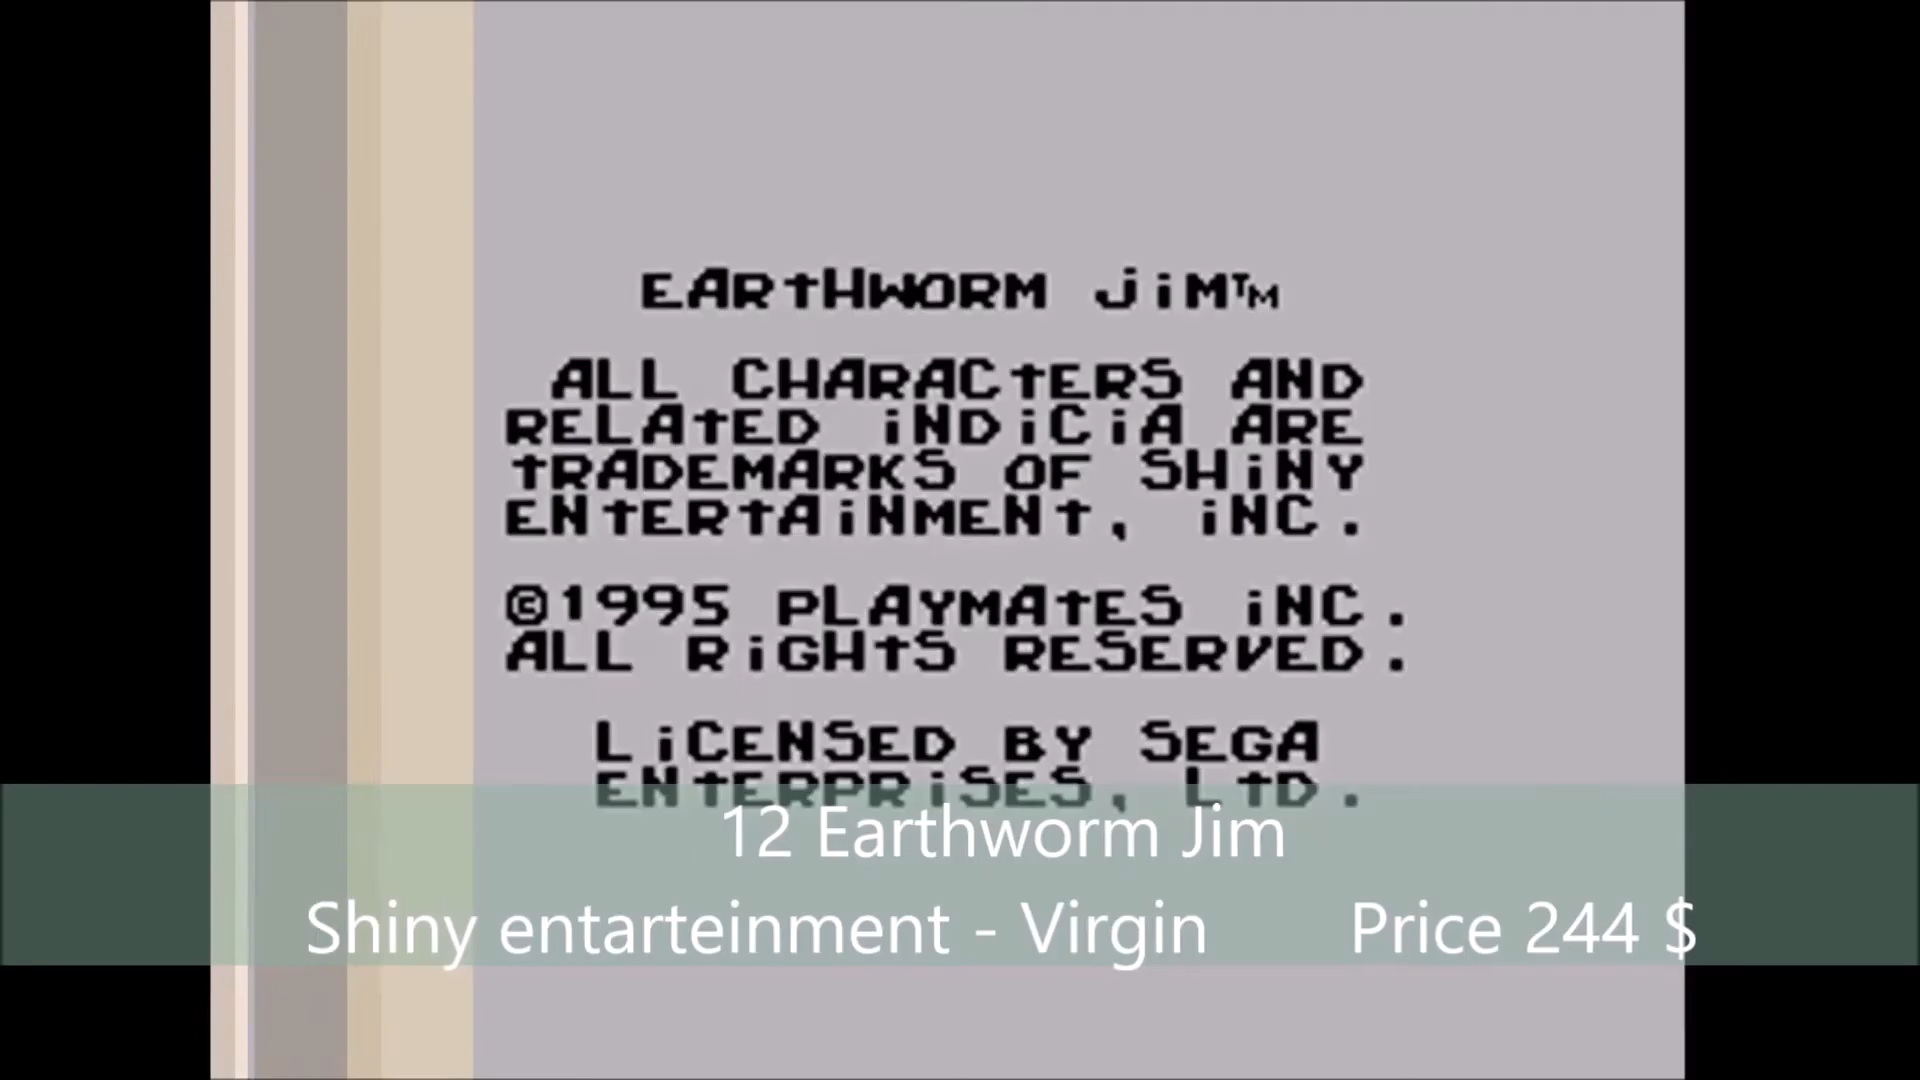 EARtHWORM JiM™
ALL CHARACtERS AND
RELAtED iNDiCiA ARE
tRADEMARKS OF SHiNY
ENtERtAiNMENt, iNC.
©1995 PLAYMAtES iNC.
ALL RiGHtS RESERVED.
LiCENSED BY SEGA
ENtERPRiSES, LtD.
12 Earthworm Jim
Shiny entarteinment - Virgin Price 244 $